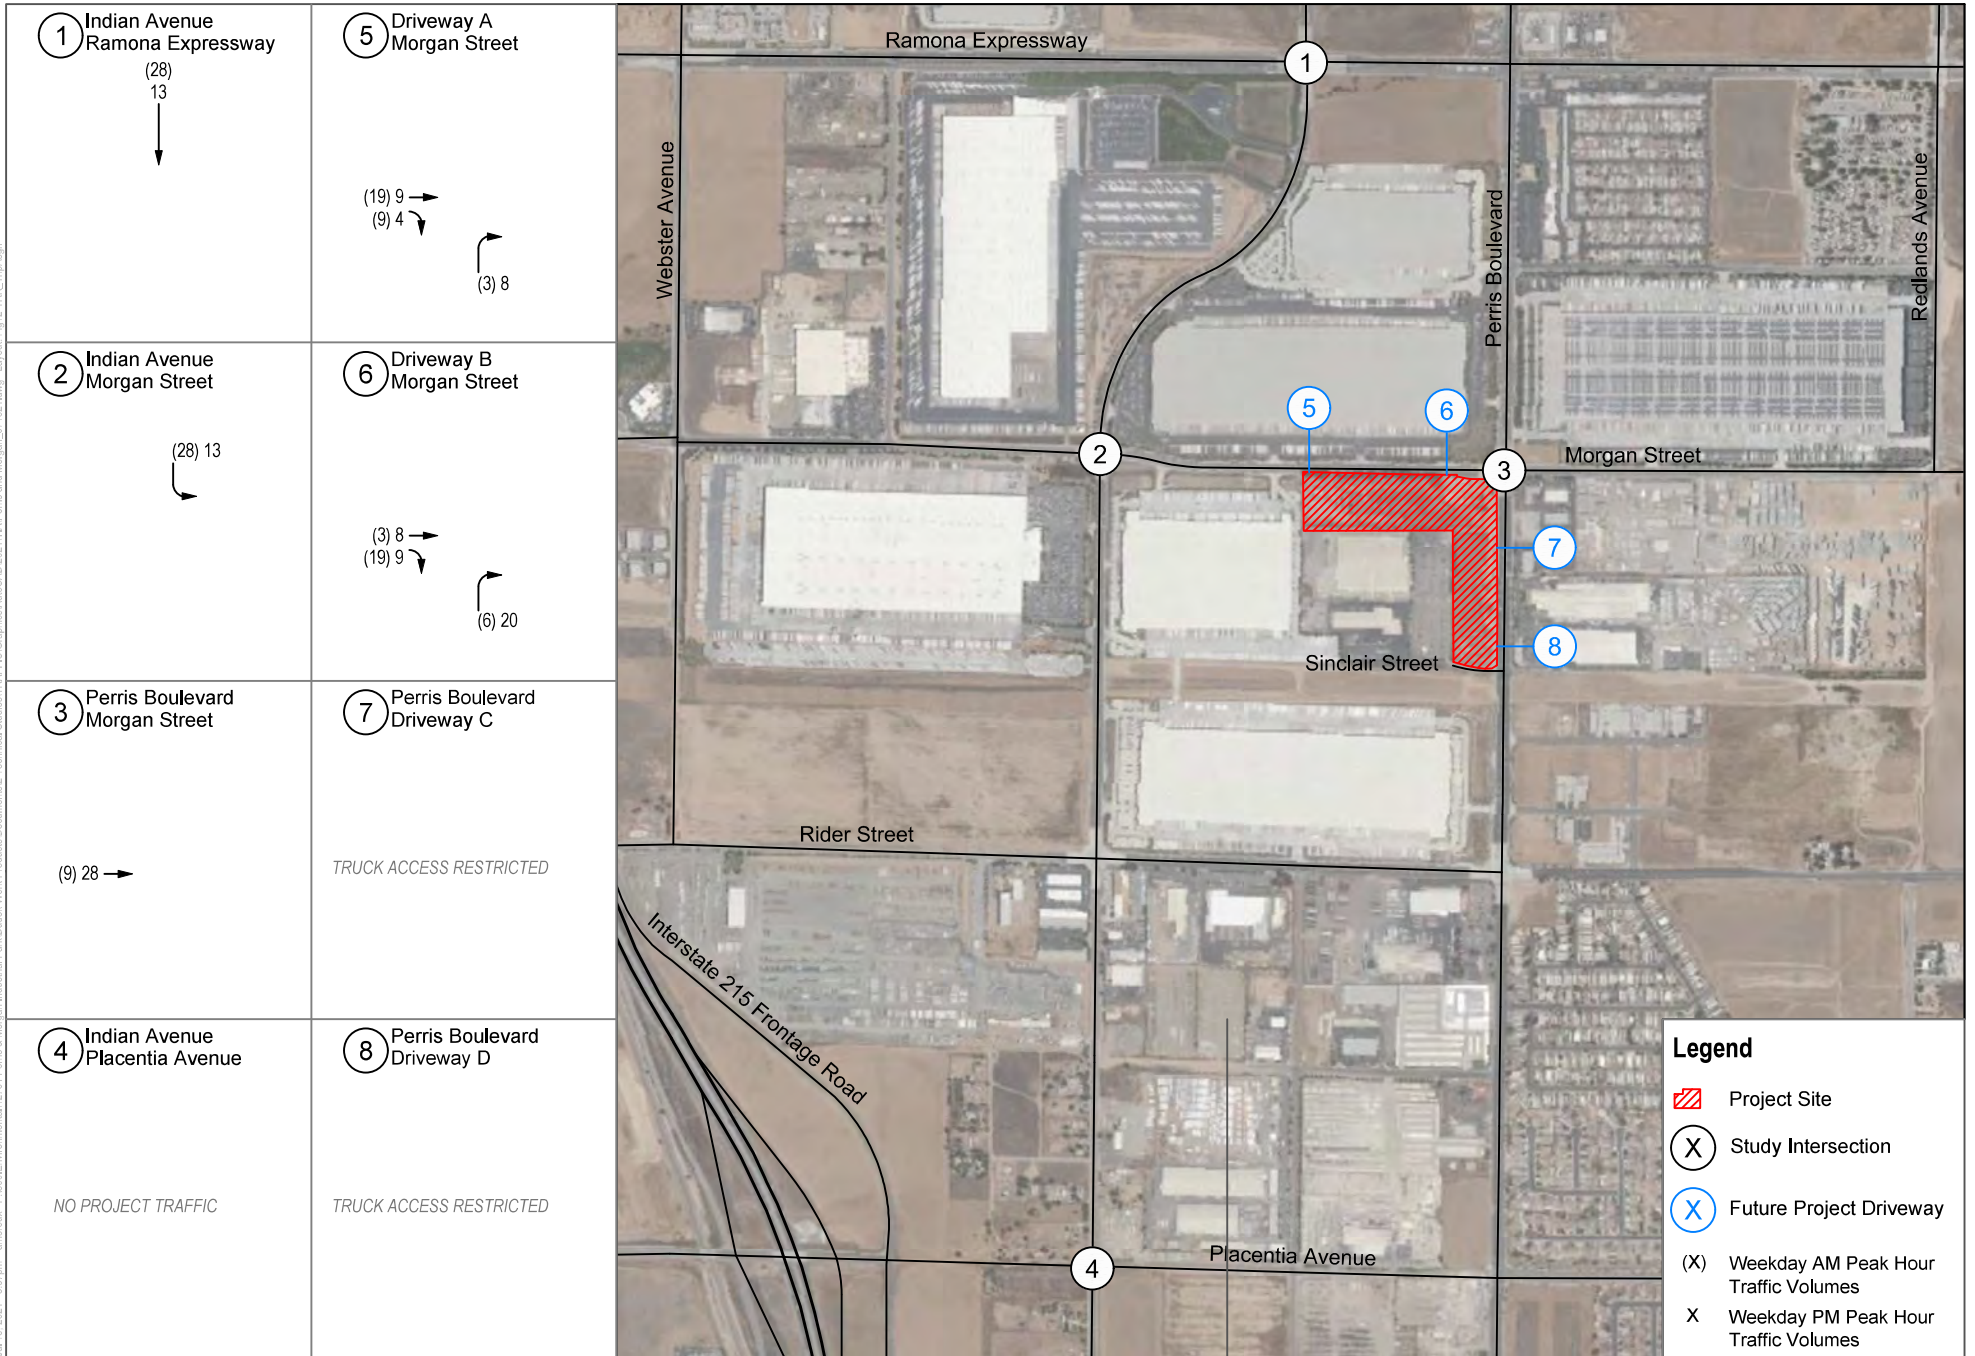 1
Indian Avenue
Ramona Expressway
(28)
13
5
Driveway A
Morgan Street
(19) 9
(9) 4
(3) 8
2
Indian Avenue
Morgan Street
(28) 13
6
Driveway B
Morgan Street
(3) 8
(19) 9
(6) 20
3
Perris Boulevard
Morgan Street
(9) 28
7
Perris Boulevard
Driveway C
TRUCK ACCESS RESTRICTED
4
Indian Avenue
Placentia Avenue
NO PROJECT TRAFFIC
8
Perris Boulevard
Driveway D
TRUCK ACCESS RESTRICTED
Ramona Expressway
1
Webster Avenue
Perris Boulevard
Redlands Avenue
5
6
2
3
Morgan Street
7
8
Sinclair Street
Rider Street
Interstate 215 Frontage Road
Placentia Avenue
4
Legend
Project Site
X
Study Intersection
X
Future Project Driveway
(X)
Weekday AM Peak Hour
Traffic Volumes
X
Weekday PM Peak Hour
Traffic Volumes